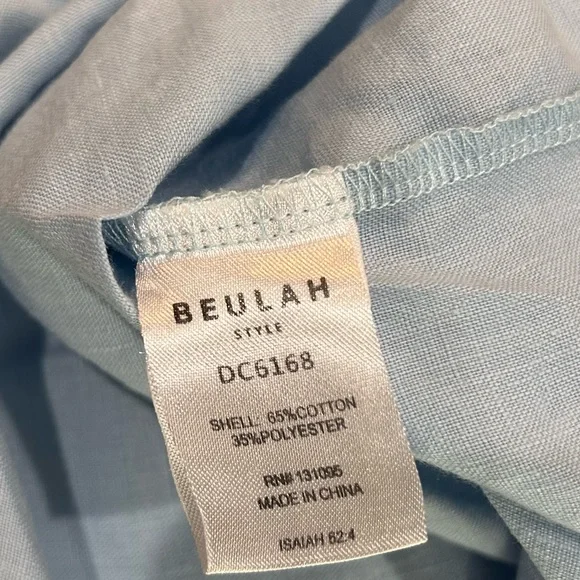 BEULAH
STYLE
DC6168
SHELL: 65%COTTON
35%POLYESTER
RN# 131095
MADE IN CHINA
ISAIAH 62:4